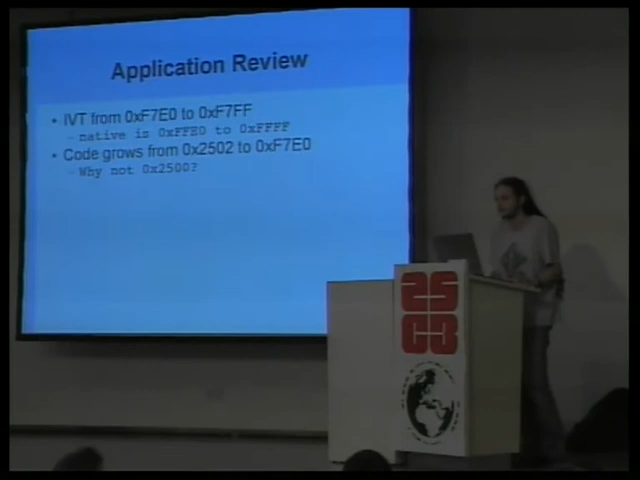 Application Review
• IVT from 0xF7E0 to 0xF7FF
– native is 0xFFE0 to 0xFFFF
• Code grows from 0x2502 to 0xF7E0
– Why not 0x2500?
25
C3